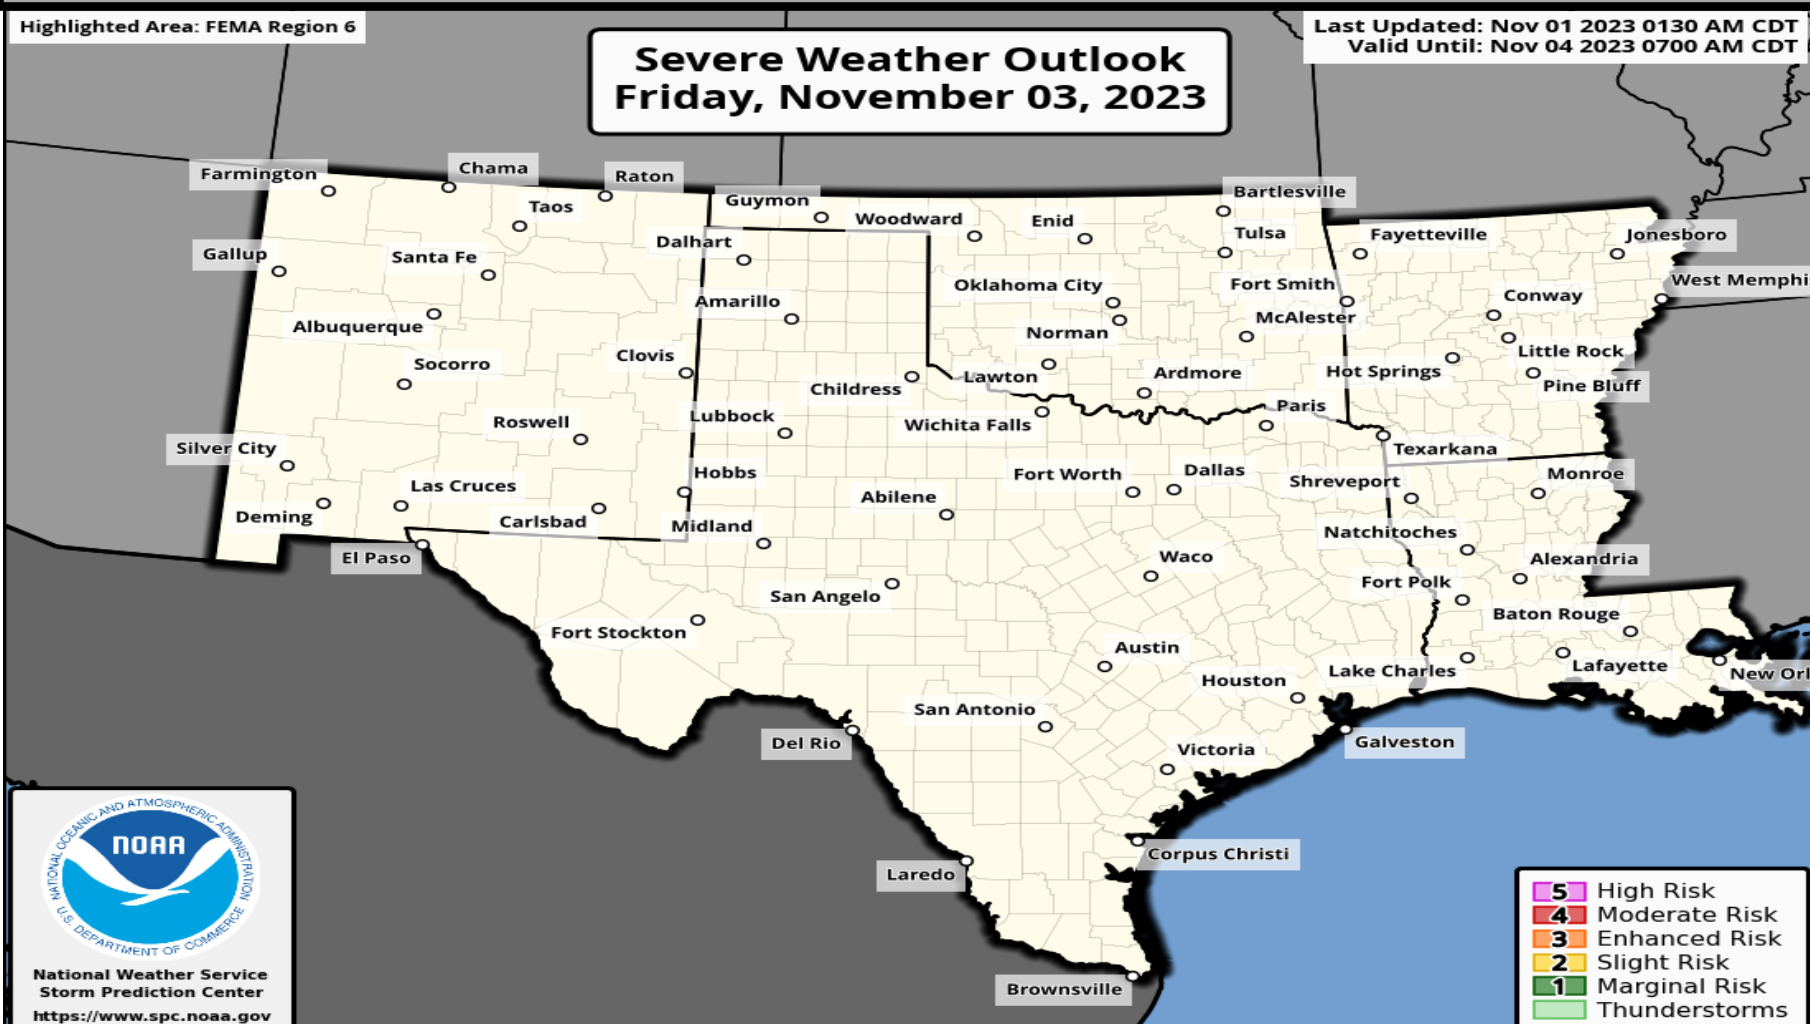 Highlighted Area: FEMA Region 6
Last Updated: Nov 01 2023 0130 AM CDT
Valid Until: Nov 04 2023 0700 AM CDT
Severe Weather Outlook
Friday, November 03, 2023
Farmington
Chama
Raton
Taos
Guymon
Woodward
Enid
Bartlesville
Tulsa
Fayetteville
Jonesboro
Gallup
Santa Fe
Dalhart
Oklahoma City
Fort Smith
West Memphi
Amarillo
Conway
Albuquerque
Norman
McAlester
Socorro
Clovis
Little Rock
Childress
Lawton
Ardmore
Hot Springs
Pine Bluff
Roswell
Lubbock
Wichita Falls
Paris
Silver City
Texarkana
Las Cruces
Hobbs
Abilene
Fort Worth
Dallas
Shreveport
Monroe
Deming
Carlsbad
Midland
Natchitoches
El Paso
Waco
Alexandria
San Angelo
Fort Polk
Fort Stockton
Baton Rouge
Austin
Lake Charles
Lafayette
New Orl
Houston
San Antonio
Del Rio
Victoria
Galveston
Laredo
Corpus Christi
Brownsville
NATIONAL OCEANIC AND ATMOSPHERIC ADMINISTRATION
NOAA
U.S. DEPARTMENT OF COMMERCE
National Weather Service
Storm Prediction Center
https://www.spc.noaa.gov
5 High Risk
4 Moderate Risk
3 Enhanced Risk
2 Slight Risk
1 Marginal Risk
Thunderstorms